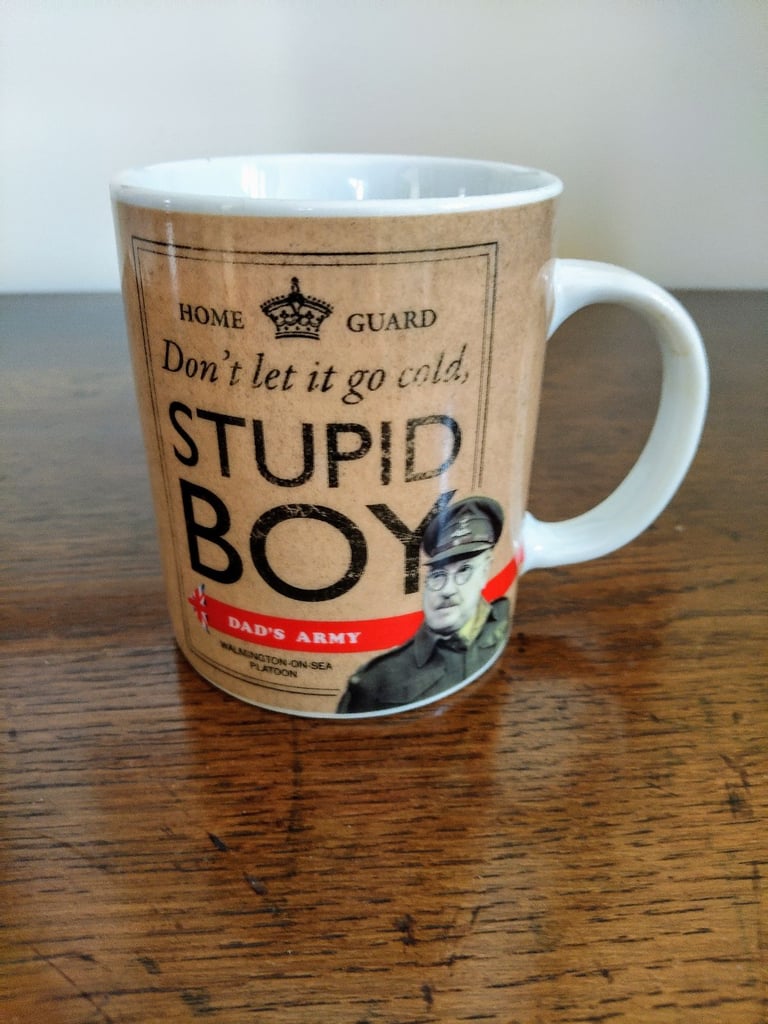 HOME GUARD
Don't let it go cold,
STUPID
BOY
DAD'S ARMY
WALMINGTON-ON-SEA
PLATOON